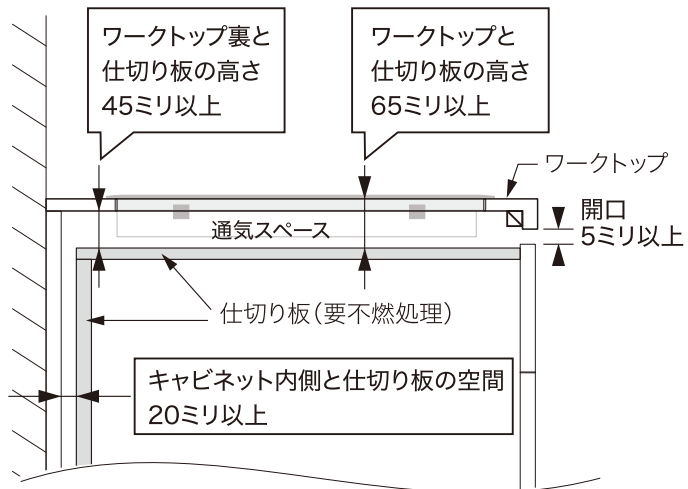 ワークトップ裏と
仕切り板の高さ
45ミリ以上
ワークトップと
仕切り板の高さ
65ミリ以上
ワークトップ
開口
5ミリ以上
通気スペース
仕切り板(要不燃処理)
キャビネット内側と仕切り板の空間
20ミリ以上